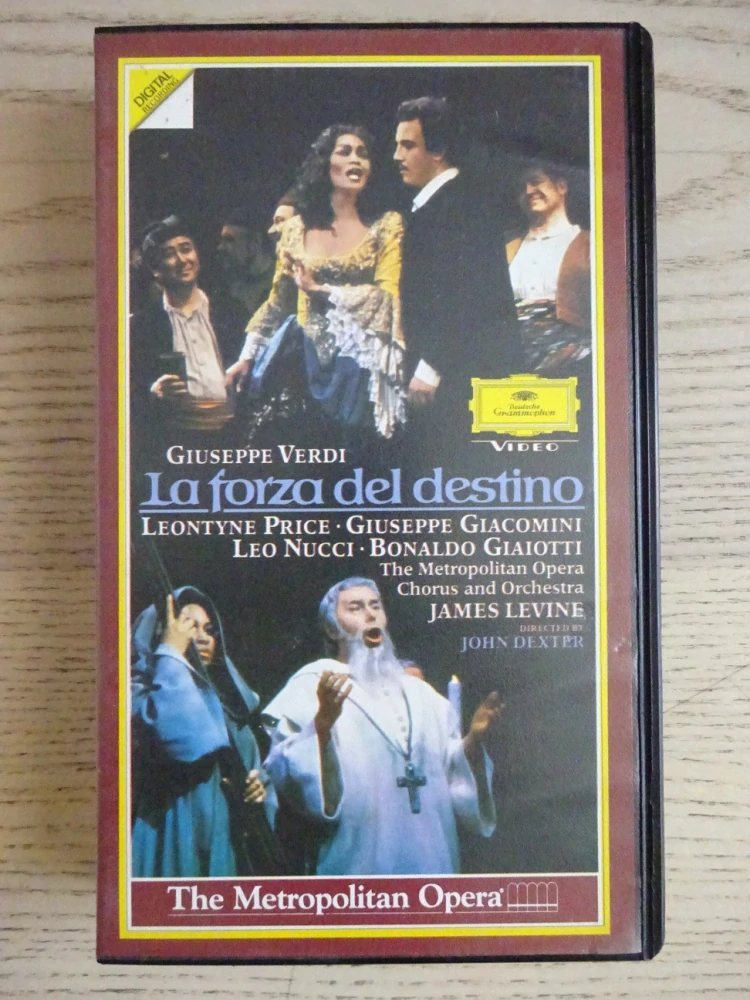 DIGITAL
RECORDING
Deutsche
Grammophon
VIDEO
GIUSEPPE VERDI
La forza del destino
LEONTYNE PRICE · GIUSEPPE GIACOMINI
LEO NUCCI · BONALDO GIAIOTTI
The Metropolitan Opera
Chorus and Orchestra
JAMES LEVINE
DIRECTED BY
JOHN DEXTER
The Metropolitan Opera®